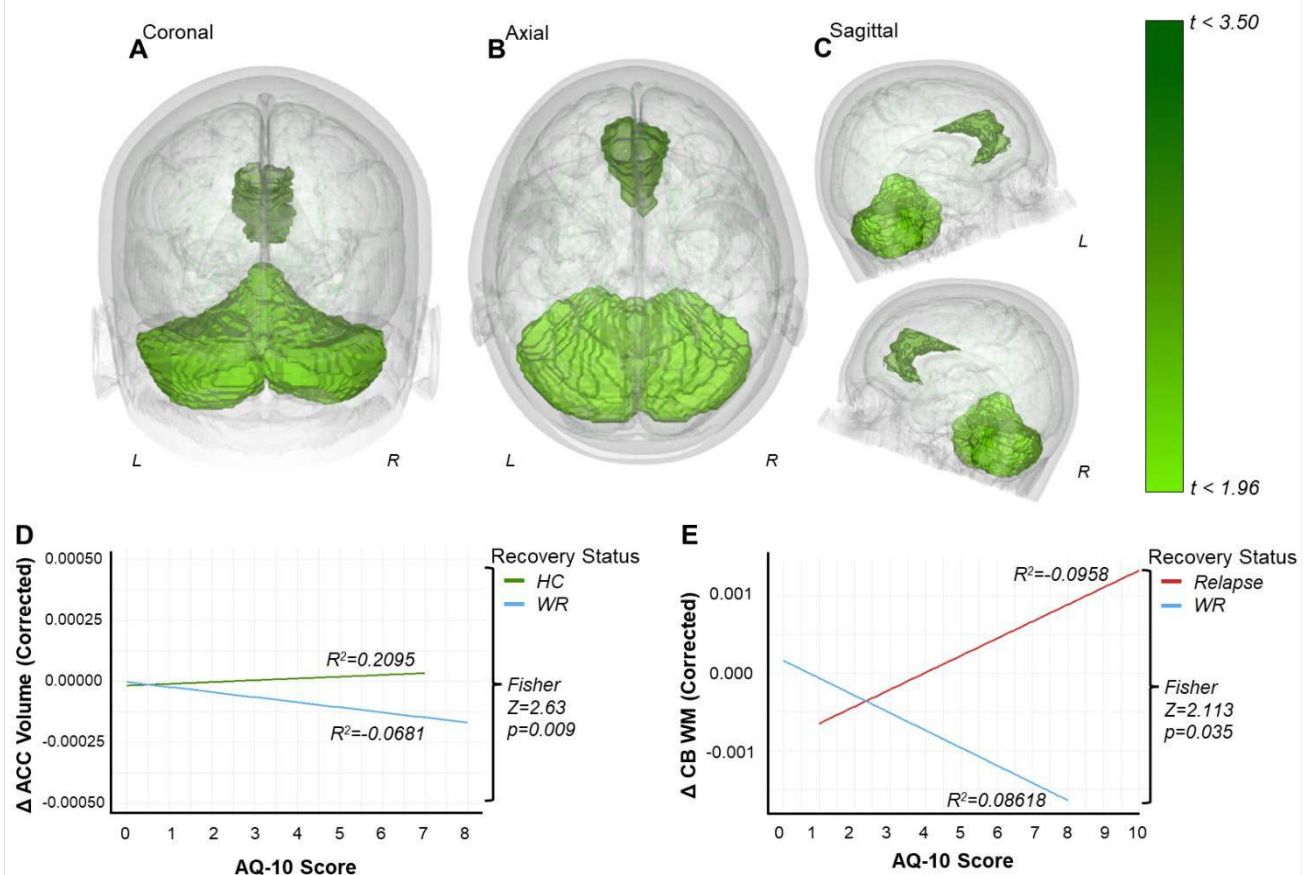 A Coronal
B Axial
C Sagittal
t < 3.50
L
R
L
R
L
R
t < 1.96
D
Δ ACC Volume (Corrected)
0.00050
0.00025
0.00000
-0.00025
-0.00050
R²=0.2095
R²=-0.0681
0 1 2 3 4 5 6 7 8
AQ-10 Score
Recovery Status
HC
WR
Fisher
Z=2.63
p=0.009
E
Δ CB WM (Corrected)
0.001
0.000
-0.001
R²=-0.0958
R²=0.08618
0 1 2 3 4 5 6 7 8 9 10
AQ-10 Score
Recovery Status
Relapse
WR
Fisher
Z=2.113
p=0.035